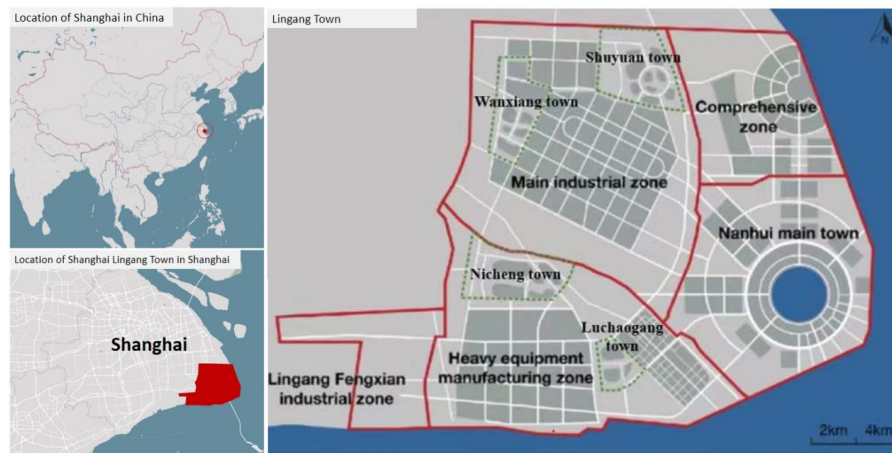 Location of Shanghai in China
Location of Shanghai Lingang Town in Shanghai
Shanghai
Lingang Town
N
Shuyuan town
Wanxiang town
Comprehensive
zone
Main industrial zone
Nanhui main town
Nicheng town
Luchaogang
town
Heavy equipment
manufacturing zone
Lingang Fengxian
industrial zone
2km 4km